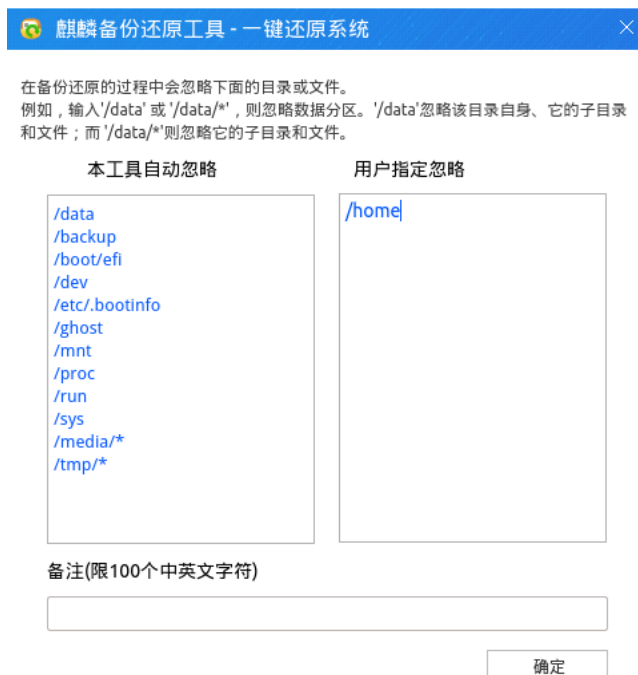 麒麟备份还原工具 - 一键还原系统
在备份还原的过程中会忽略下面的目录或文件。
例如，输入'/data' 或 '/data/*'，则忽略数据分区。'/data'忽略该目录自身、它的子目录
和文件；而 '/data/*'则忽略它的子目录和文件。
本工具自动忽略
用户指定忽略
/data
/backup
/boot/efi
/dev
/etc/.bootinfo
/ghost
/mnt
/proc
/run
/sys
/media/*
/tmp/*
/home
备注(限100个中英文字符)
确定